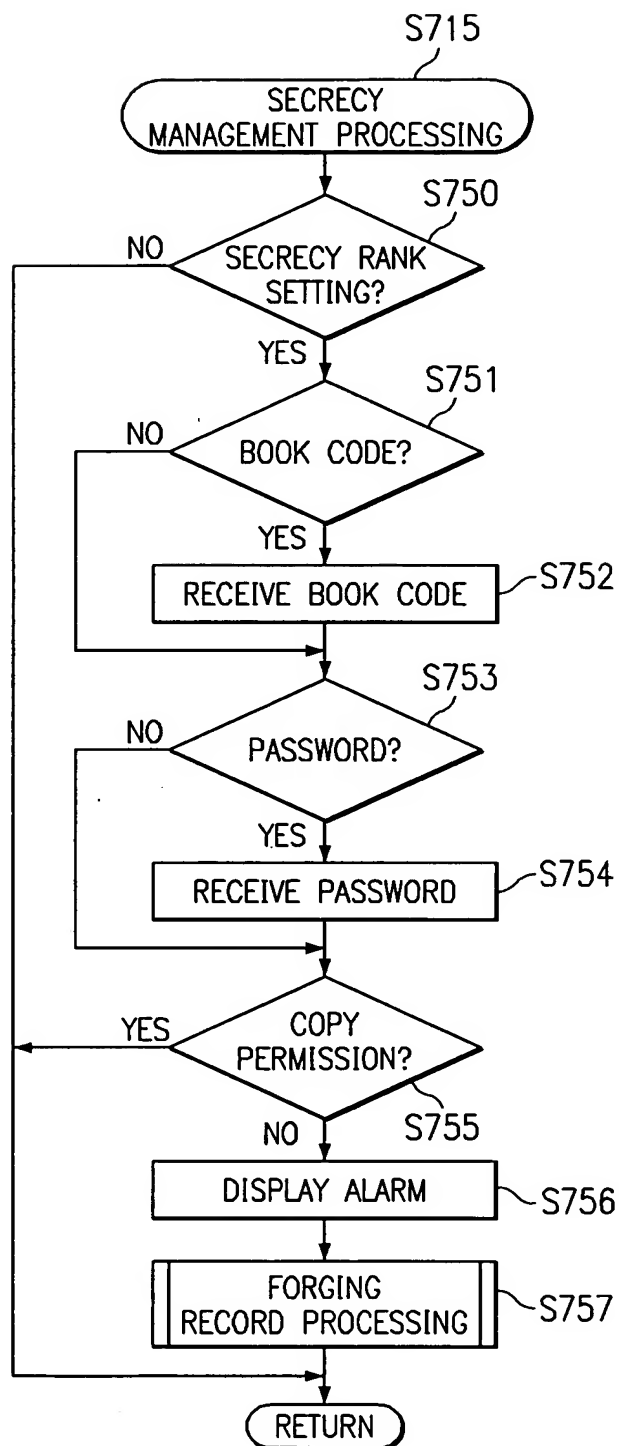 S715
SECRECY
MANAGEMENT PROCESSING
S750
NO
SECRECY RANK
SETTING?
YES
S751
NO
BOOK CODE?
YES
RECEIVE BOOK CODE
S752
S753
NO
PASSWORD?
YES
RECEIVE PASSWORD
S754
YES
COPY
PERMISSION?
S755
NO
DISPLAY ALARM
S756
FORGING
RECORD PROCESSING
S757
RETURN